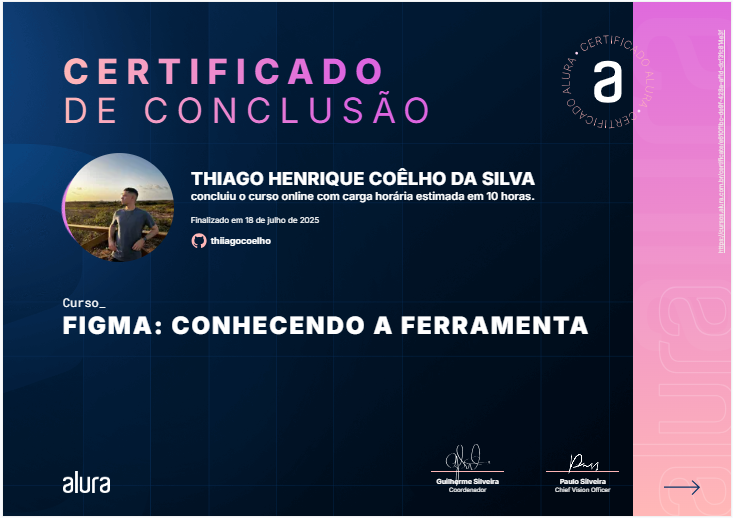 CERTIFICADO
DE CONCLUSÃO
CERTIFICADO ALURA • CERTIFICADO ALURA •
a
THIAGO HENRIQUE COÊLHO DA SILVA
concluiu o curso online com carga horária estimada em 10 horas.
Finalizado em 18 de julho de 2025
thiiagocoelho
Curso_
FIGMA: CONHECENDO A FERRAMENTA
alura
Guilherme Silveira
Coordenador
Paulo Silveira
Chief Vision Officer
alura